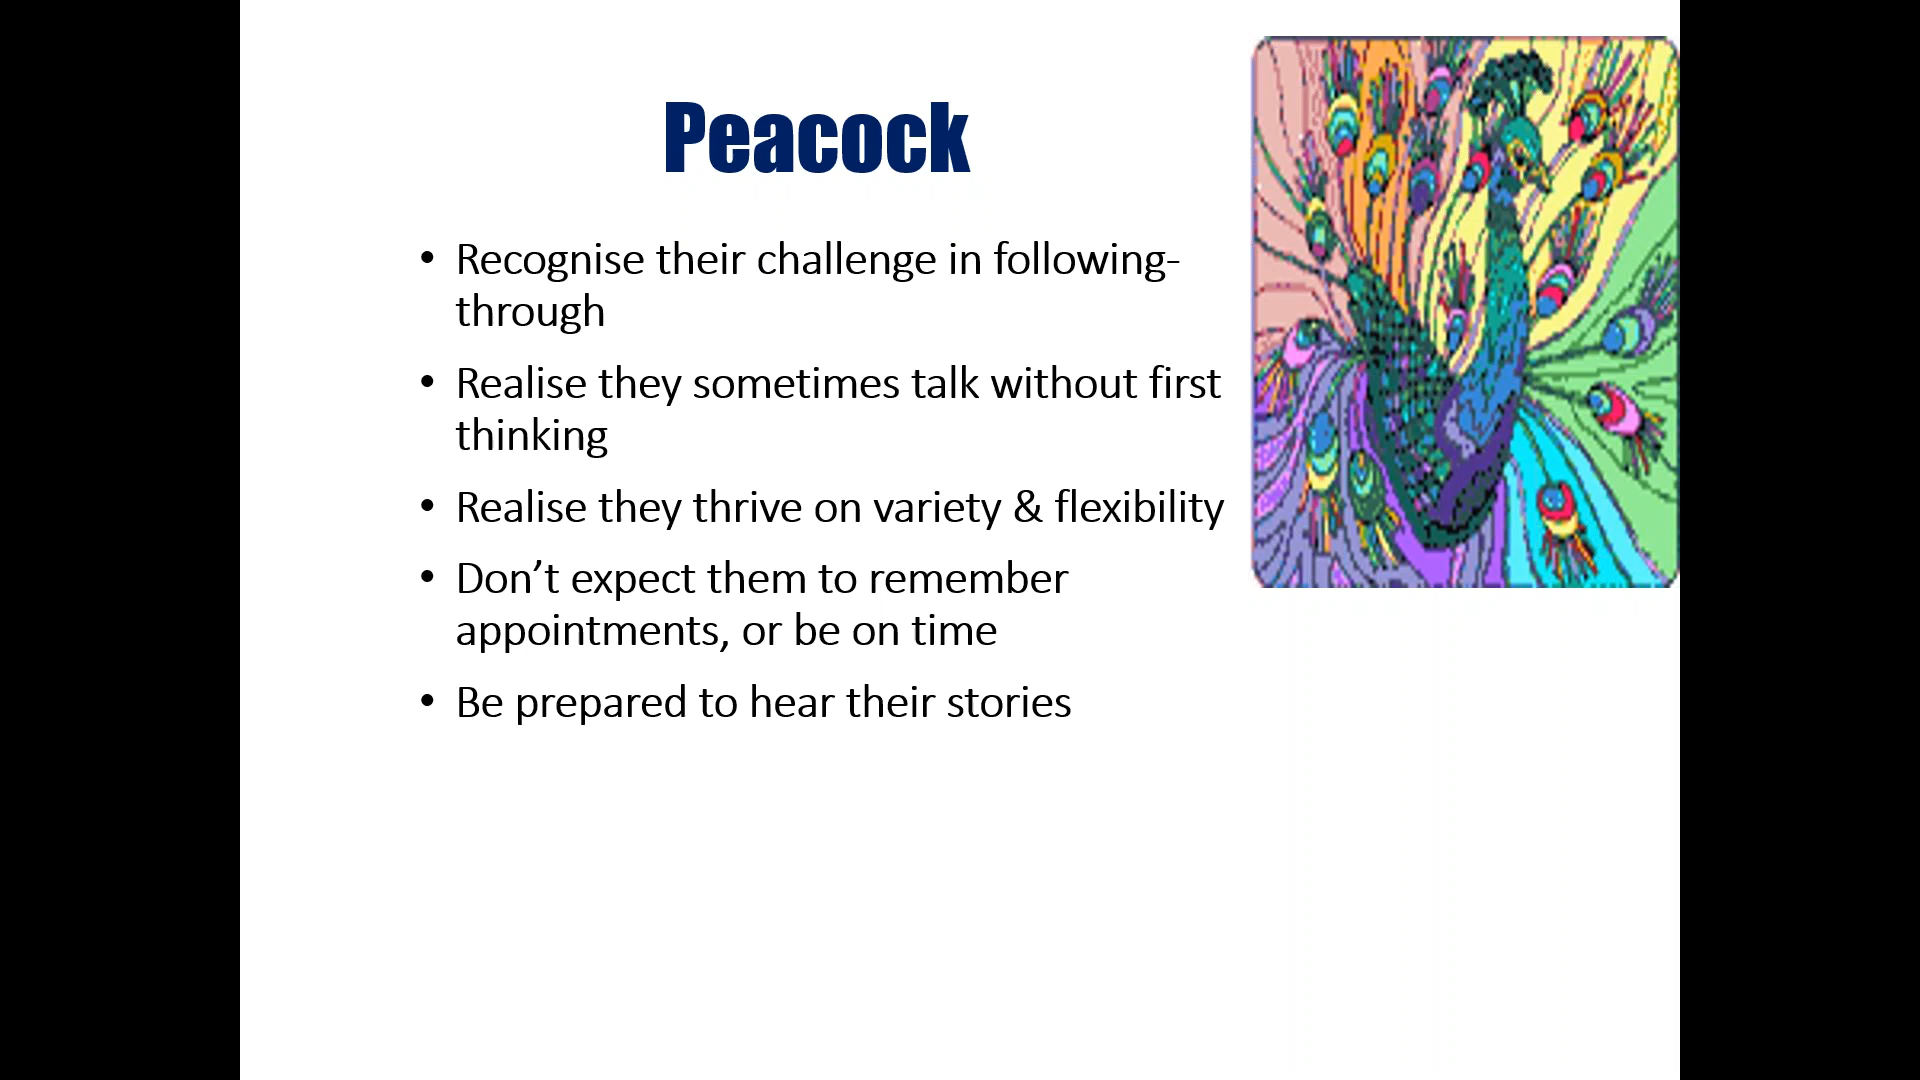 Peacock
• Recognise their challenge in following-
through
• Realise they sometimes talk without first
thinking
• Realise they thrive on variety & flexibility
• Don’t expect them to remember
appointments, or be on time
• Be prepared to hear their stories